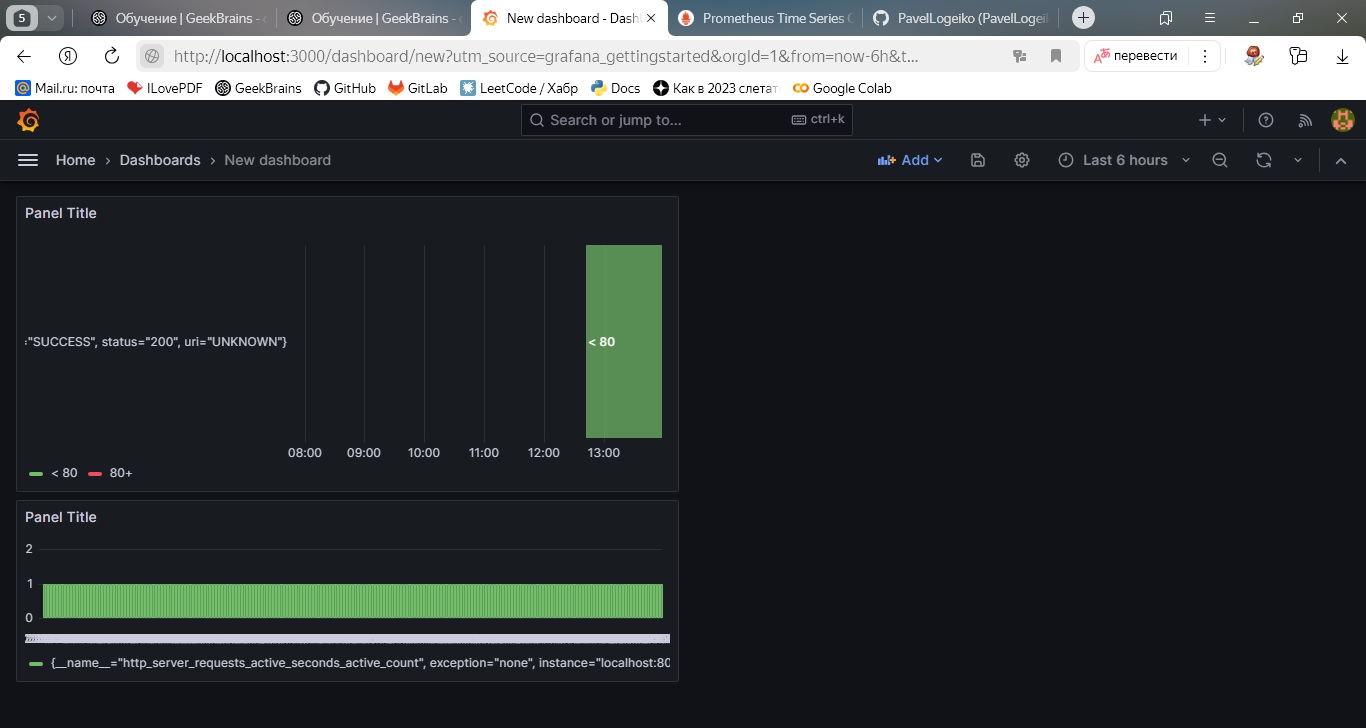 5
Обучение | GeekBrains -
Обучение | GeekBrains -
New dashboard - Dash
Prometheus Time Series
PavelLogeiko (PavelLogeil
http://localhost:3000/dashboard/new?utm_source=grafana_gettingstarted&orgId=1&from=now-6h&t...
перевести
Mail.ru: почта
ILovePDF
GeekBrains
GitHub
GitLab
LeetCode / Хабр
Docs
Как в 2023 слетат
Google Colab
Search or jump to...
ctrl+k
Home › Dashboards › New dashboard
Add
Last 6 hours
Panel Title
="SUCCESS", status="200", uri="UNKNOWN"}
< 80
08:00 09:00 10:00 11:00 12:00 13:00
< 80 80+
Panel Title
2
1
0
{__name__="http_server_requests_active_seconds_active_count", exception="none", instance="localhost:80